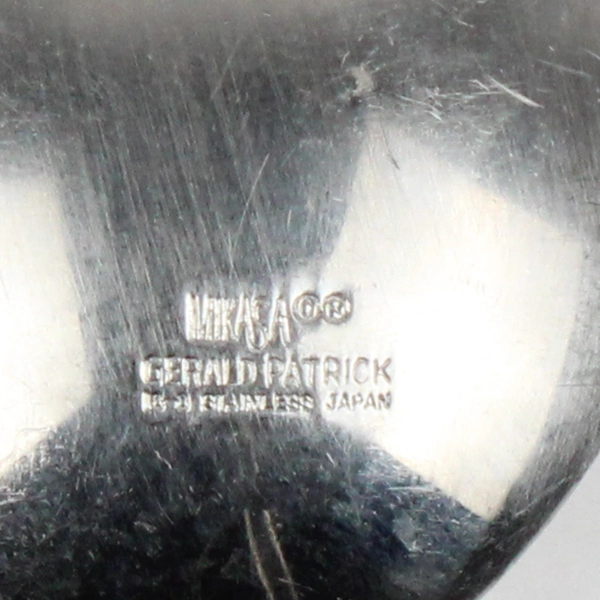 MIKASA ©®
GERALD PATRICK
STAINLESS JAPAN